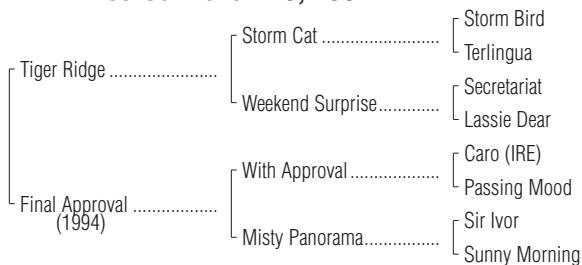 Storm Bird
Storm Cat ........................
Terlingua
Tiger Ridge ......................
Secretariat
Weekend Surprise.............
Lassie Dear
Caro (IRE)
With Approval ...................
Passing Mood
Final Approval .................
(1994)
Sir Ivor
Misty Panorama................
Sunny Morning